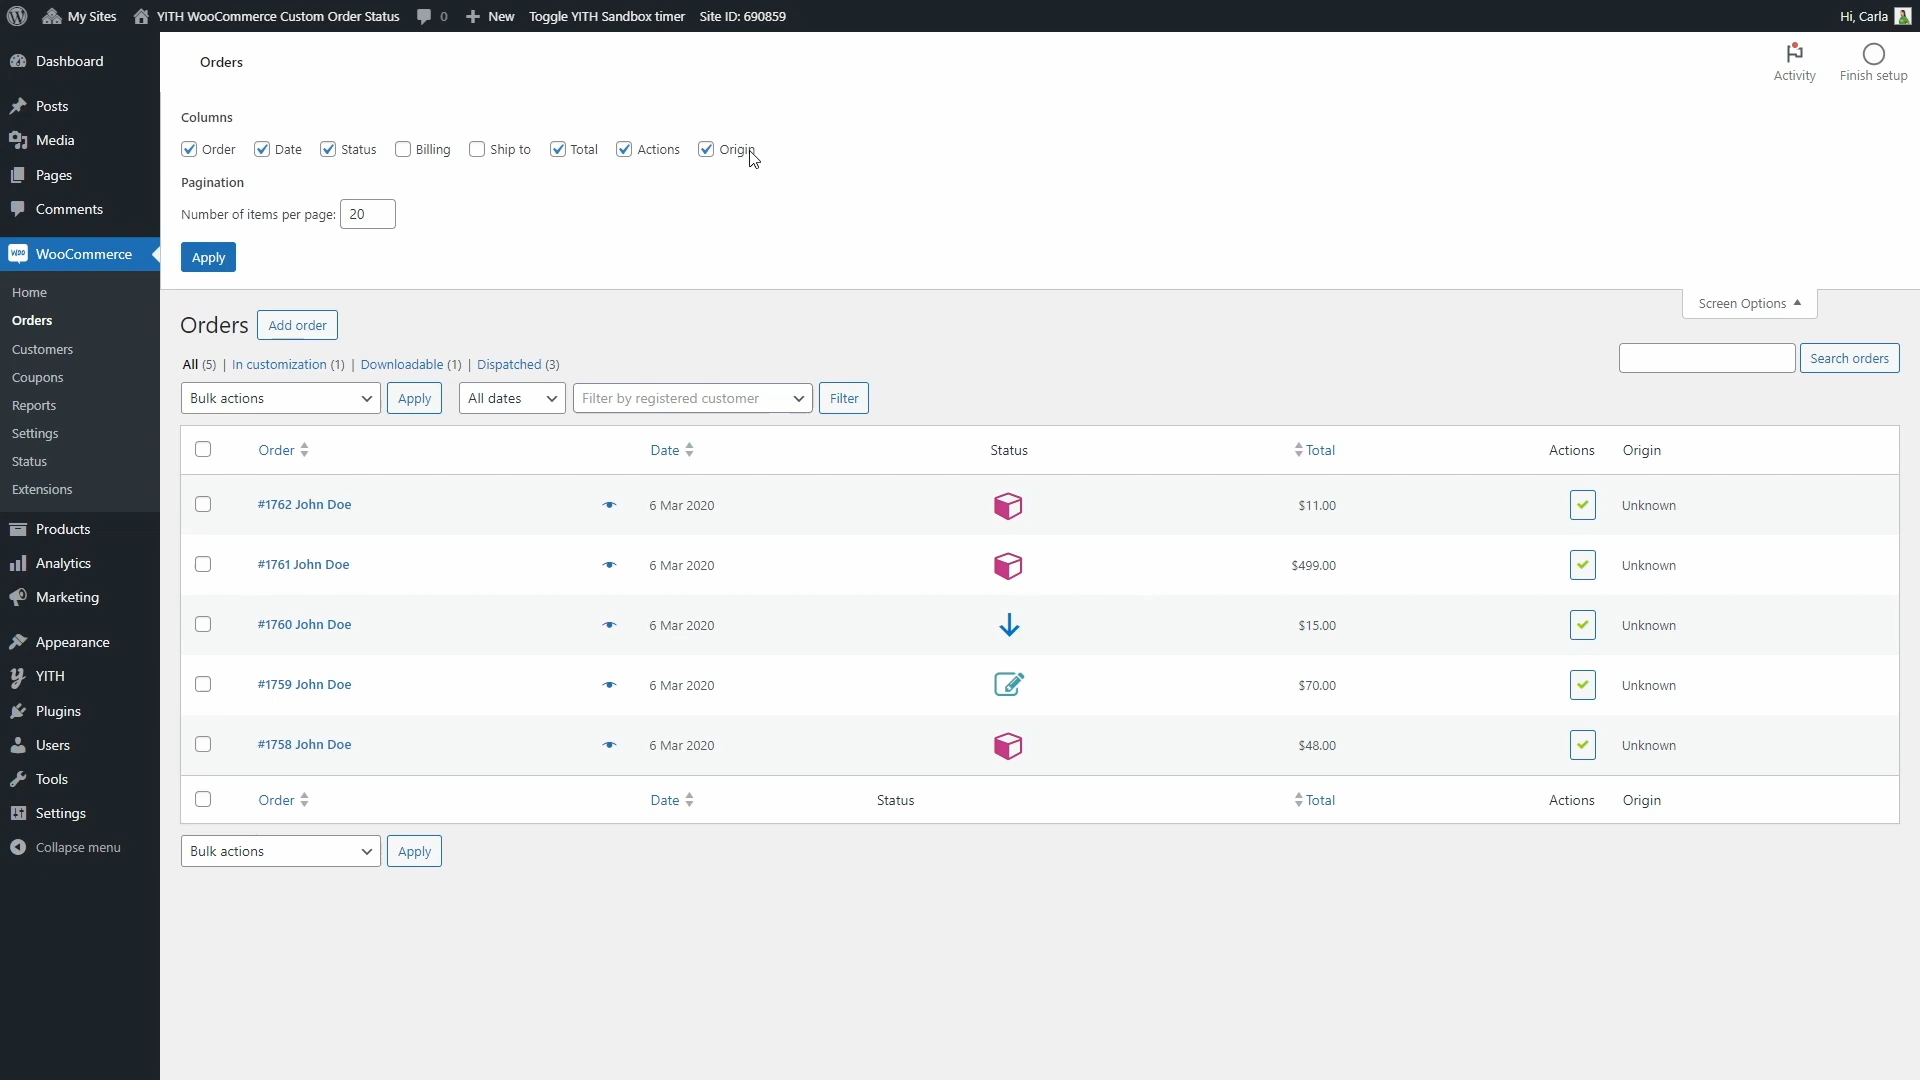 My Sites YITH WooCommerce Custom Order Status 0 New Toggle YITH Sandbox timer Site ID: 690859 Hi, Carla
Dashboard
Posts
Media
Pages
Comments
WOO WooCommerce
Home
Orders
Customers
Coupons
Reports
Settings
Status
Extensions
Products
Analytics
Marketing
Appearance
YITH
Plugins
Users
Tools
Settings
Collapse menu
Orders
Activity Finish setup
Columns
Order Date Status Billing Ship to Total Actions Origin
Pagination
Number of items per page: 20
Apply
Screen Options
Orders Add order
All (5) | In customization (1) | Downloadable (1) | Dispatched (3)
Search orders
Bulk actions Apply All dates Filter by registered customer Filter
Order Date Status Total Actions Origin
#1762 John Doe 6 Mar 2020 $11.00 Unknown
#1761 John Doe 6 Mar 2020 $499.00 Unknown
#1760 John Doe 6 Mar 2020 $15.00 Unknown
#1759 John Doe 6 Mar 2020 $70.00 Unknown
#1758 John Doe 6 Mar 2020 $48.00 Unknown
Order Date Status Total Actions Origin
Bulk actions Apply